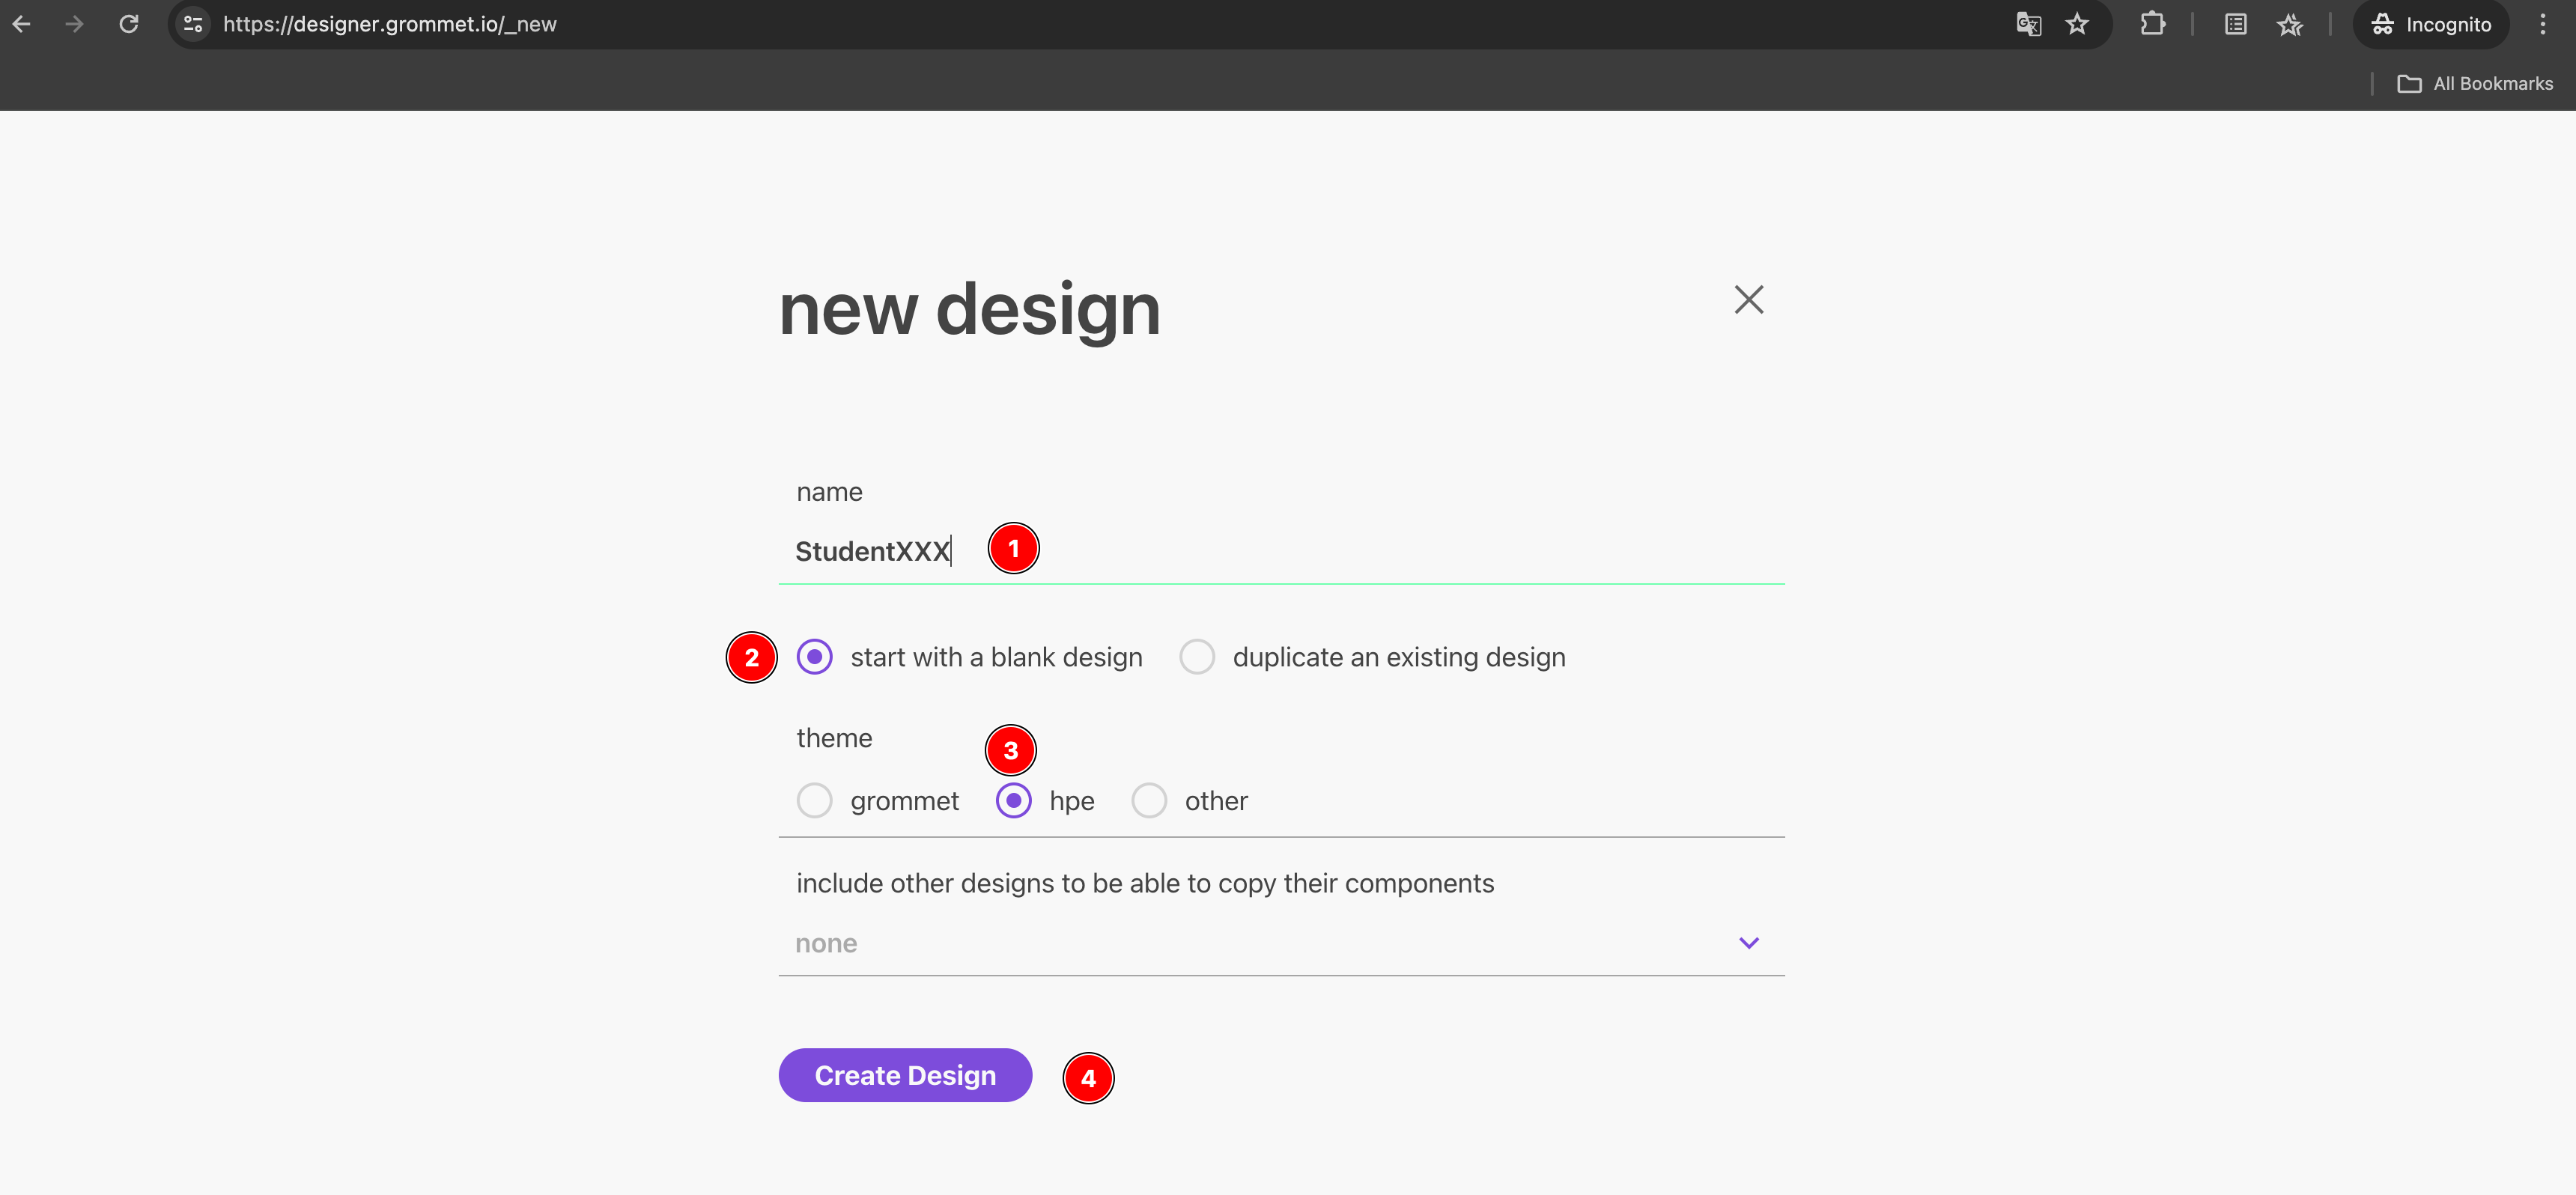 https://designer.grommet.io/_new
Incognito
All Bookmarks
new design
name
StudentXXX 1
2 start with a blank design duplicate an existing design
theme 3
grommet hpe other
include other designs to be able to copy their components
none
Create Design 4